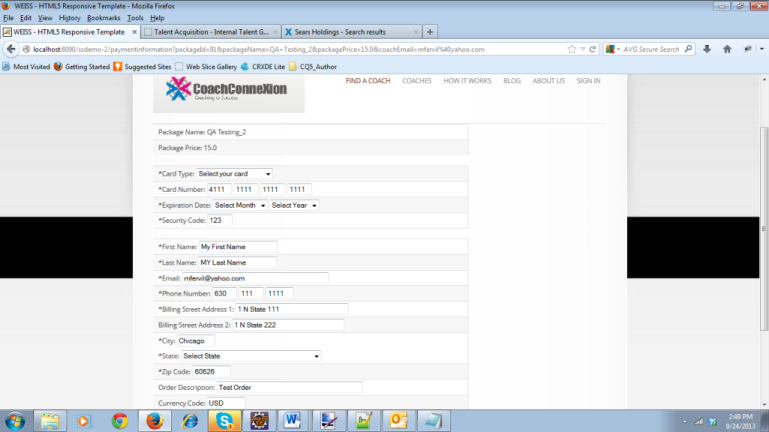 WEISS - HTML5 Responsive Template - Mozilla Firefox
File Edit View History Bookmarks Tools Help
WEISS - HTML5 Responsive Template × Talent Acquisition - Internal Talent G... × Sears Holdings - Search results × +
localhost:8090/ssdemo-2/paymentinformation?packageId=91&packageName=QA+Testing_2&packagePrice=15.0&coachEmail=mfervil%40yahoo.com AVG Secure Search
Most Visited Getting Started Suggested Sites Web Slice Gallery CRXDE Lite CQ5_Author
CoachConneXion
Coaching to Success
FIND A COACH COACHES HOW IT WORKS BLOG ABOUT US SIGN IN
Package Name: QA Testing_2
Package Price: 15.0
*Card Type: Select your card
*Card Number: 4111 1111 1111 1111
*Expiration Date: Select Month Select Year
*Security Code: 123
*First Name: My First Name
*Last Name: MY Last Name
*Email: mfervil@yahoo.com
*Phone Number: 630 111 1111
*Billing Street Address 1: 1 N State 111
Billing Street Address 2: 1 N State 222
*City: Chicago
*State: Select State
*Zip Code: 60626
Order Description: Test Order
Currency Code: USD
2:49 PM
9/24/2013